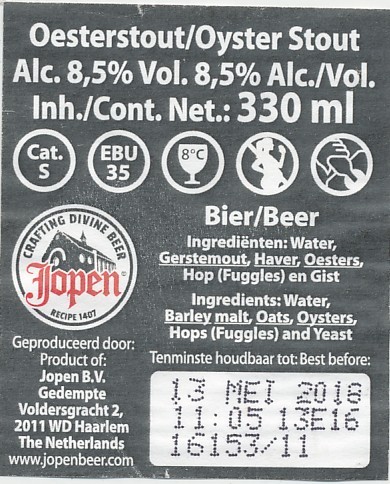 Oesterstout/Oyster Stout
Alc. 8,5% Vol. 8,5% Alc./Vol.
Inh./Cont. Net.: 330 ml
Cat.
S
EBU
35
8°C
CRAFTING DIVINE BEER
Jopen
RECIPE 1407
Bier/Beer
Ingrediënten: Water,
Gerstemout, Haver, Oesters,
Hop (Fuggles) en Gist
Ingredients: Water,
Barley malt, Oats, Oysters,
Hops (Fuggles) and Yeast
Geproduceerd door:
Product of:
Jopen B.V.
Gedempte
Voldersgracht 2,
2011 WD Haarlem
The Netherlands
www.jopenbeer.com
Tenminste houdbaar tot: Best before:
13 MEI 2018
11:05 13E16
16153/11